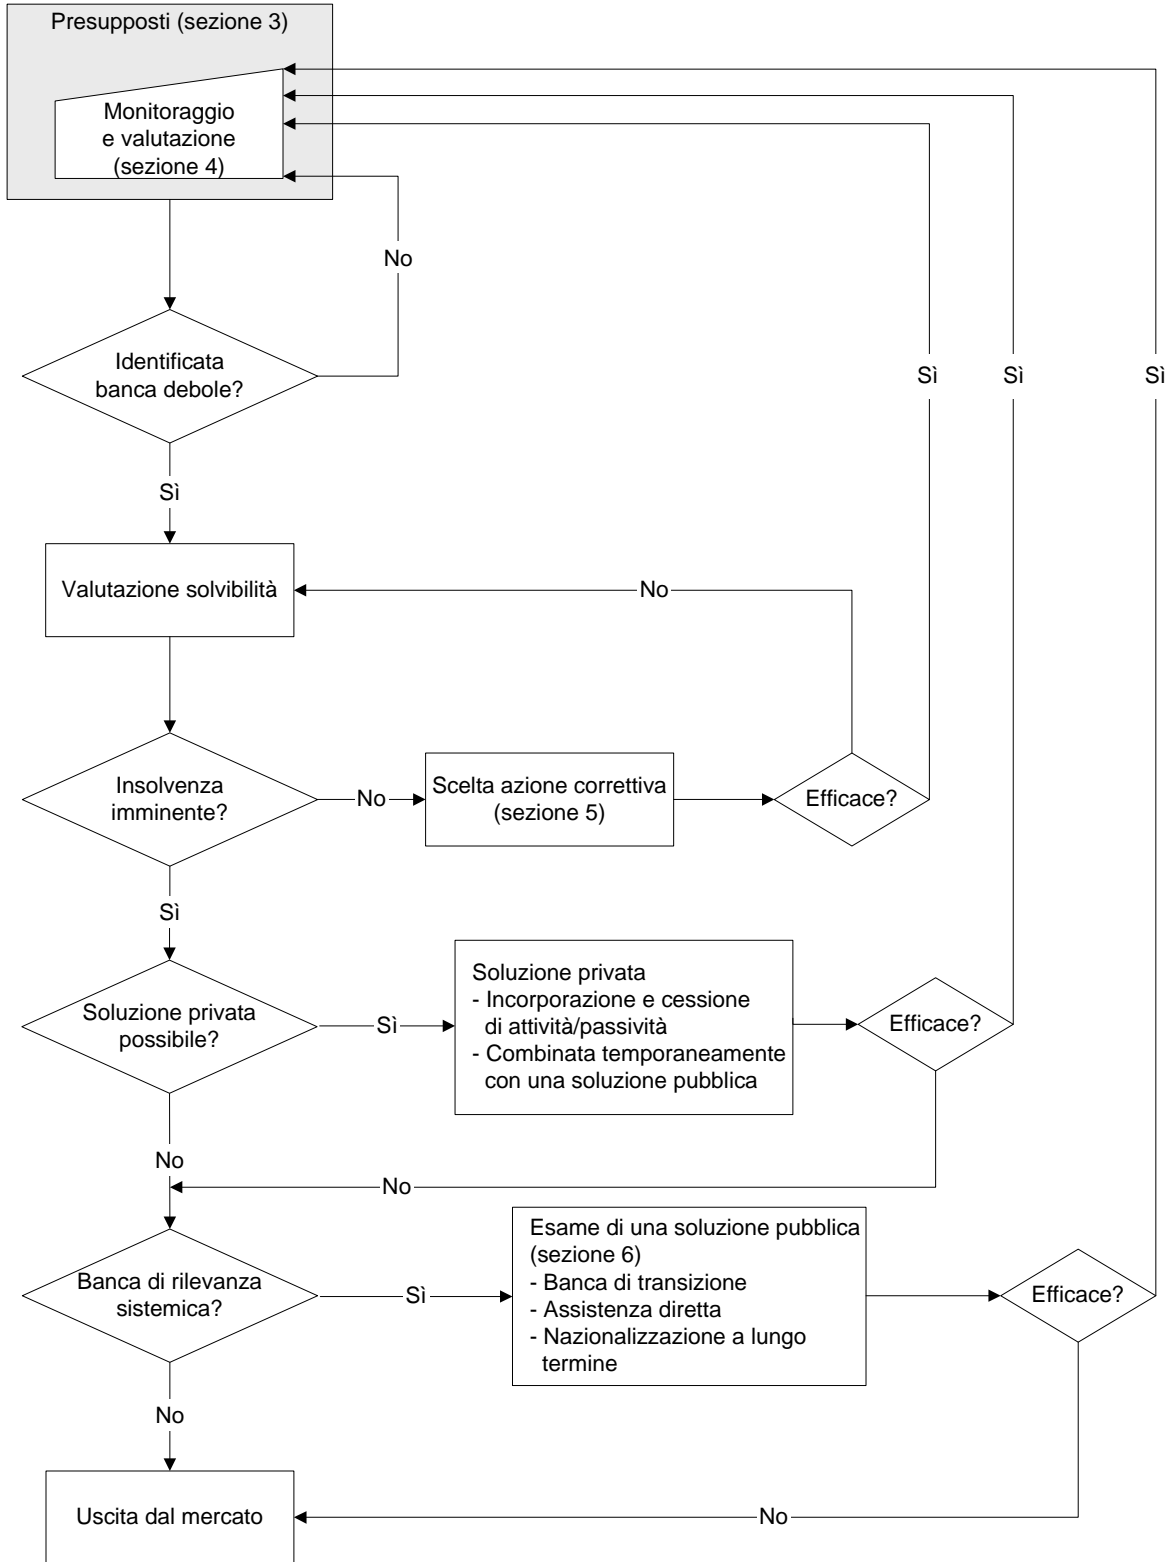 Presupposti (sezione 3)
Monitoraggio
e valutazione
(sezione 4)
No
Identificata
banca debole?
Sì
Sì
Sì
Sì
Valutazione solvibilità
No
Insolvenza
imminente?
No
Scelta azione correttiva
(sezione 5)
Efficace?
Sì
Soluzione privata
possibile?
Sì
Soluzione privata
- Incorporazione e cessione
di attività/passività
- Combinata temporaneamente
con una soluzione pubblica
Efficace?
No
No
Banca di rilevanza
sistemica?
Sì
Esame di una soluzione pubblica
(sezione 6)
- Banca di transizione
- Assistenza diretta
- Nazionalizzazione a lungo
termine
Efficace?
No
Uscita dal mercato
No